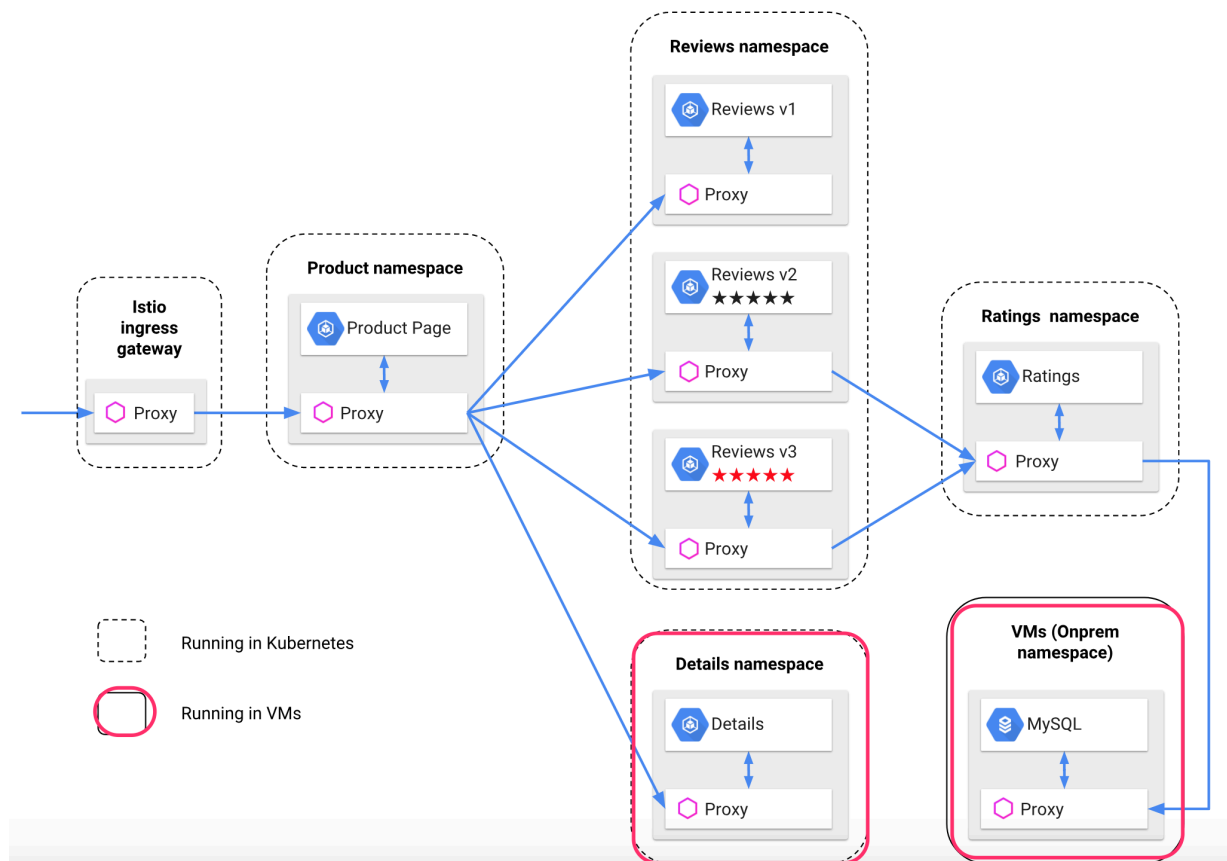 Reviews namespace
Reviews v1
Proxy
Reviews v2
Proxy
Reviews v3
Proxy
Product namespace
Product Page
Proxy
Istio
ingress
gateway
Proxy
Ratings namespace
Ratings
Proxy
Running in Kubernetes
Running in VMs
Details namespace
Details
Proxy
VMs (Onprem
namespace)
MySQL
Proxy